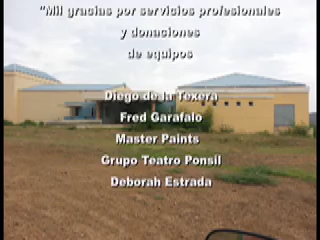 "Mil gracias por servicios profesionales
y donaciones
de equipos
Diego de la Texera
Fred Garafalo
Master Paints
Grupo Teatro Ponsil
Deborah Estrada